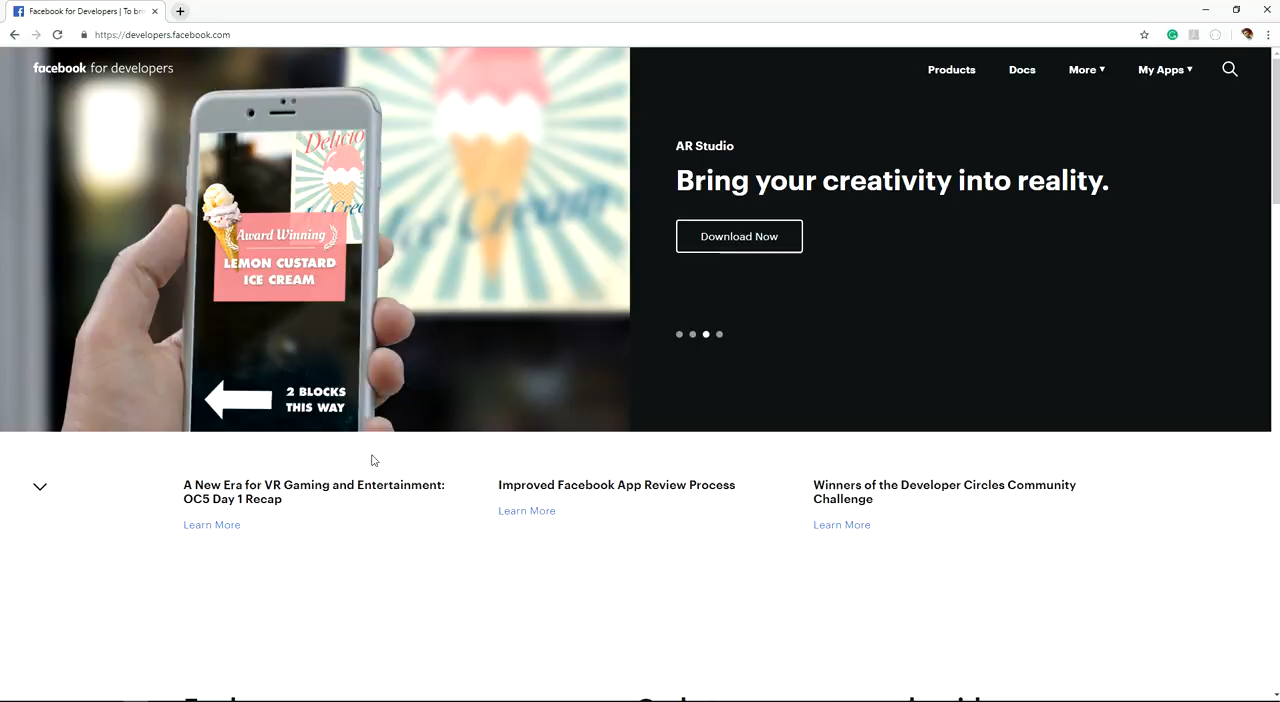 Facebook for Developers | To bri
https://developers.facebook.com
facebook for developers
Products
Docs
More
My Apps
Delicio
Ice Cream
Award Winning
LEMON CUSTARD
ICE CREAM
2 BLOCKS
THIS WAY
AR Studio
Bring your creativity into reality.
Download Now
A New Era for VR Gaming and Entertainment:
OC5 Day 1 Recap
Learn More
Improved Facebook App Review Process
Learn More
Winners of the Developer Circles Community
Challenge
Learn More